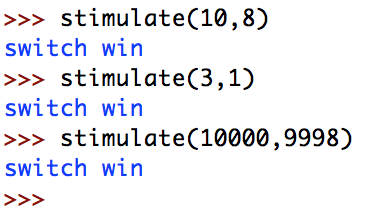 >>> stimulate(10,8)
switch win
>>> stimulate(3,1)
switch win
>>> stimulate(10000,9998)
switch win
>>>